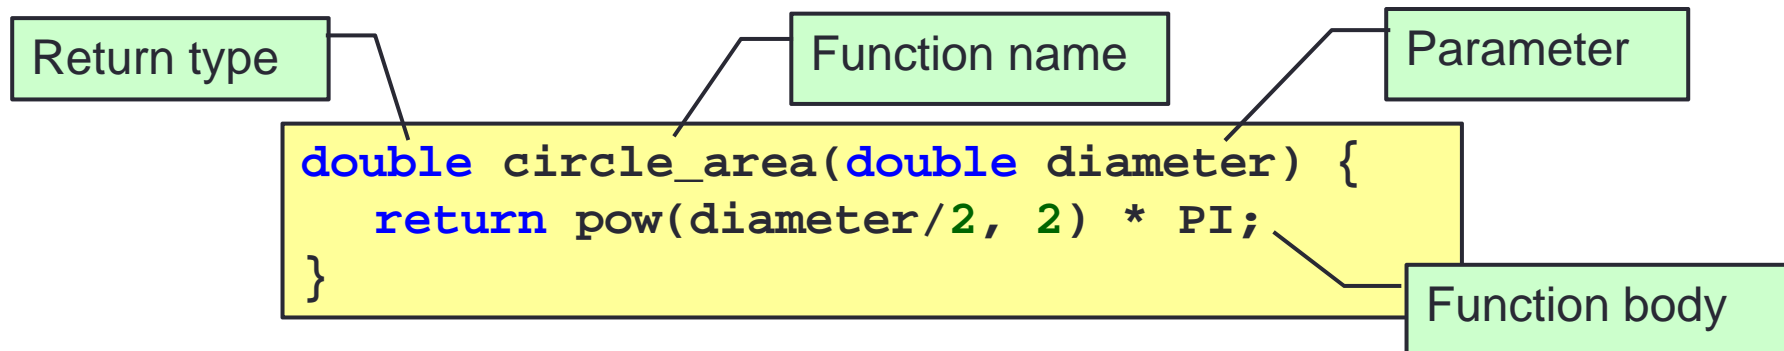 Return type
Function name
Parameter
double circle_area(double diameter) {
   return pow(diameter/2, 2) * PI;
}
Function body